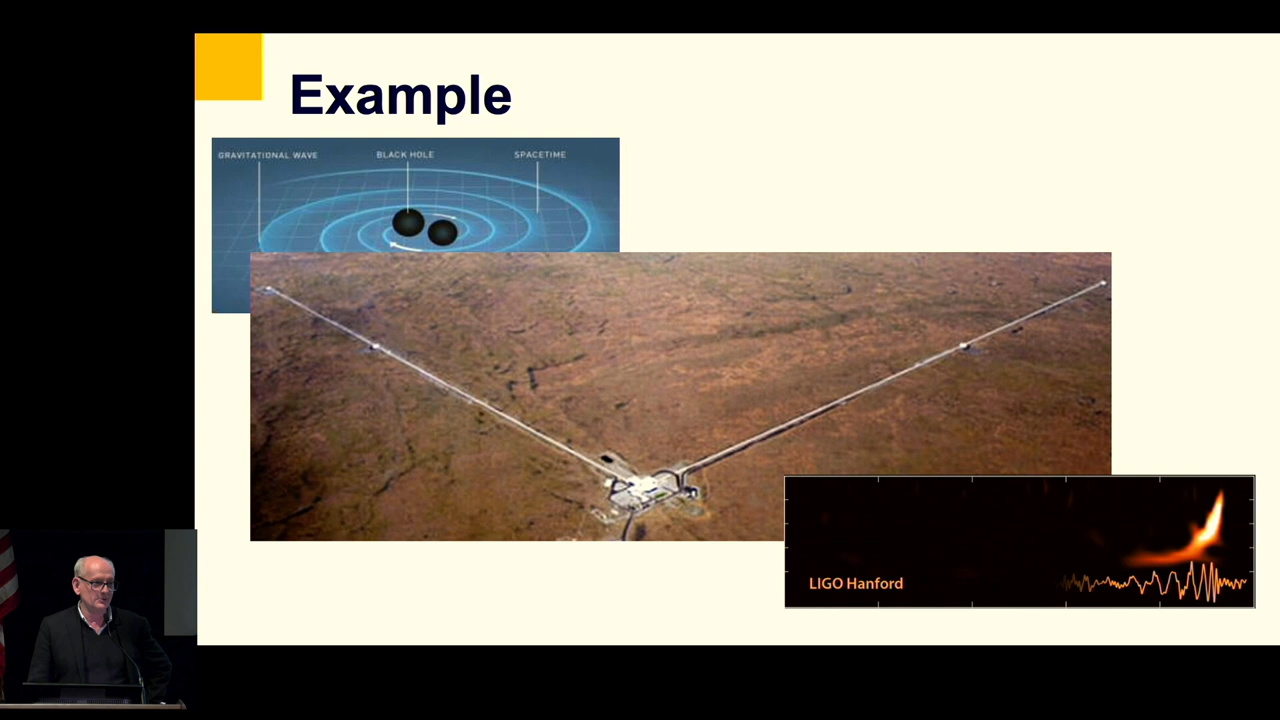 Example
GRAVITATIONAL WAVE
BLACK HOLE
SPACETIME
LIGO Hanford